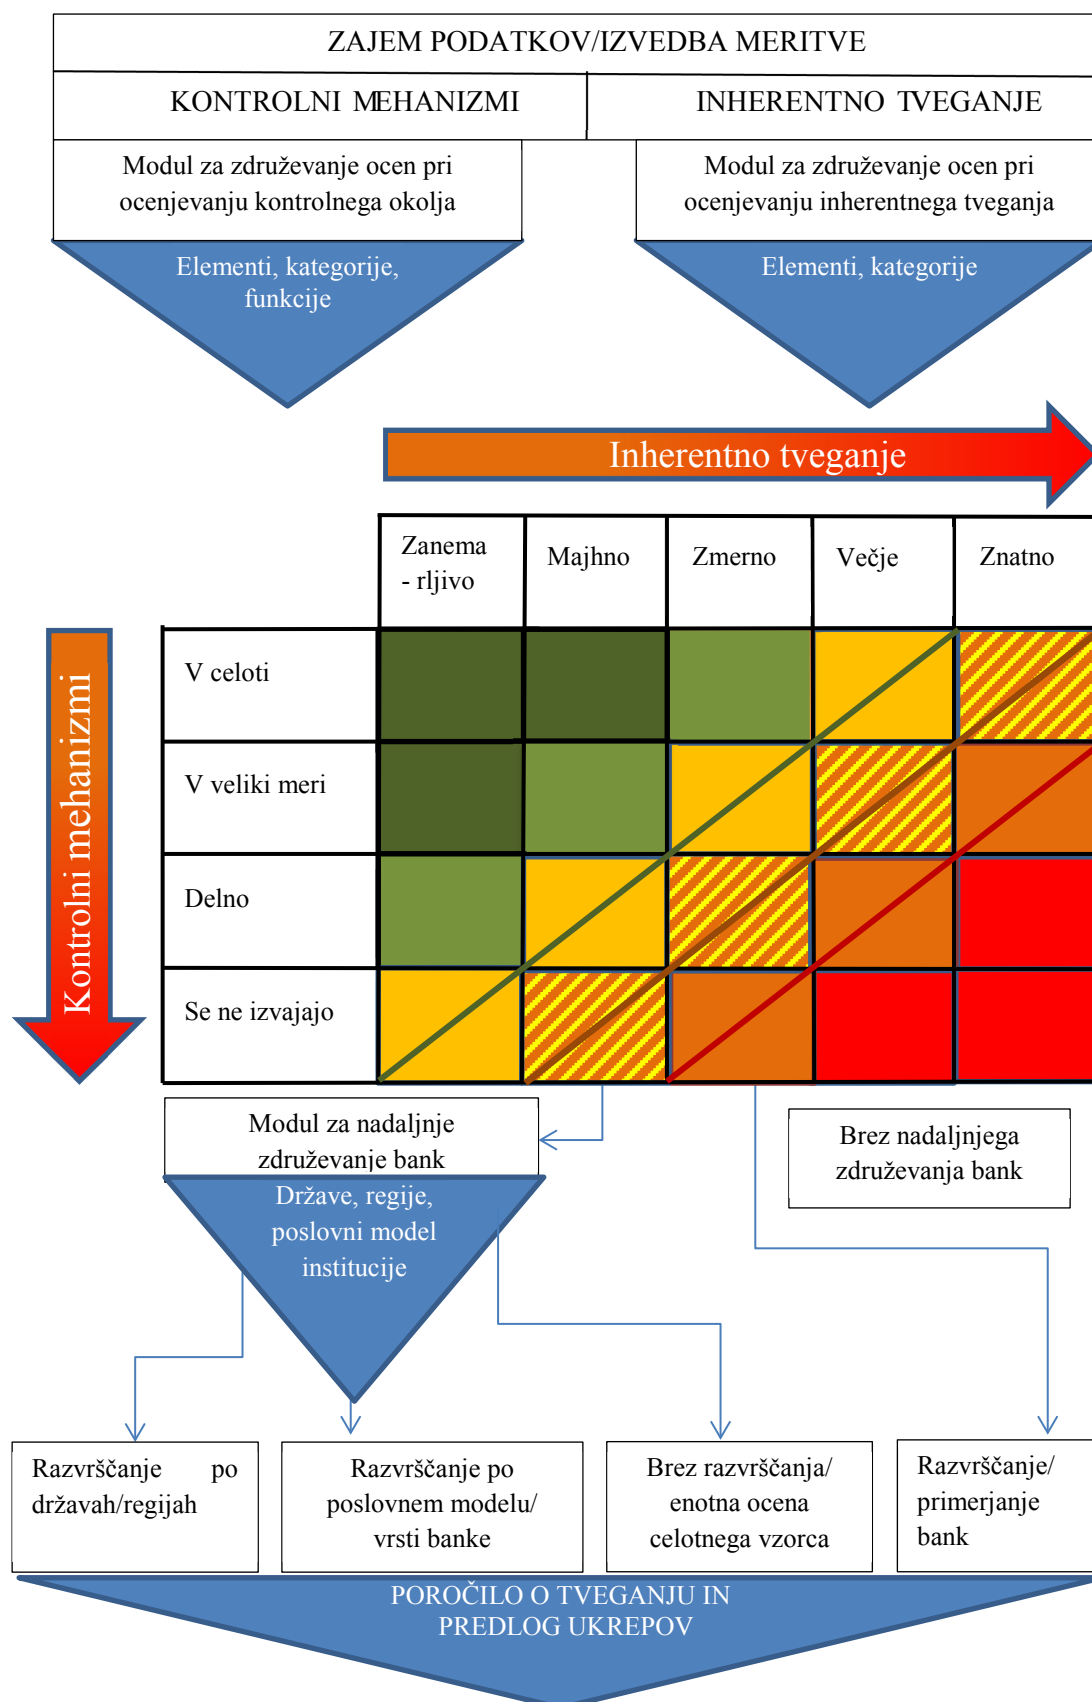 ZAJEM PODATKOV/IZVEDBA MERITVE
KONTROLNI MEHANIZMI
INHERENTNO TVEGANJE
Modul za združevanje ocen pri
ocenjevanju kontrolnega okolja
Modul za združevanje ocen pri
ocenjevanju inherentnega tveganja
Elementi, kategorije,
funkcije
Elementi, kategorije
Inherentno tveganje
Zanema
- rljivo
Majhno
Zmerno
Večje
Znatno
Kontrolni mehanizmi
V celoti
V veliki meri
Delno
Se ne izvajajo
Modul za nadaljnje
združevanje bank
Brez nadaljnjega
združevanja bank
Države, regije,
poslovni model
institucije
Razvrščanje po
državah/regijah
Razvrščanje po
poslovnem modelu/
vrsti banke
Brez razvrščanja/
enotna ocena
celotnega vzorca
Razvrščanje/
primerjanje
bank
POROČILO O TVEGANJU IN
PREDLOG UKREPOV